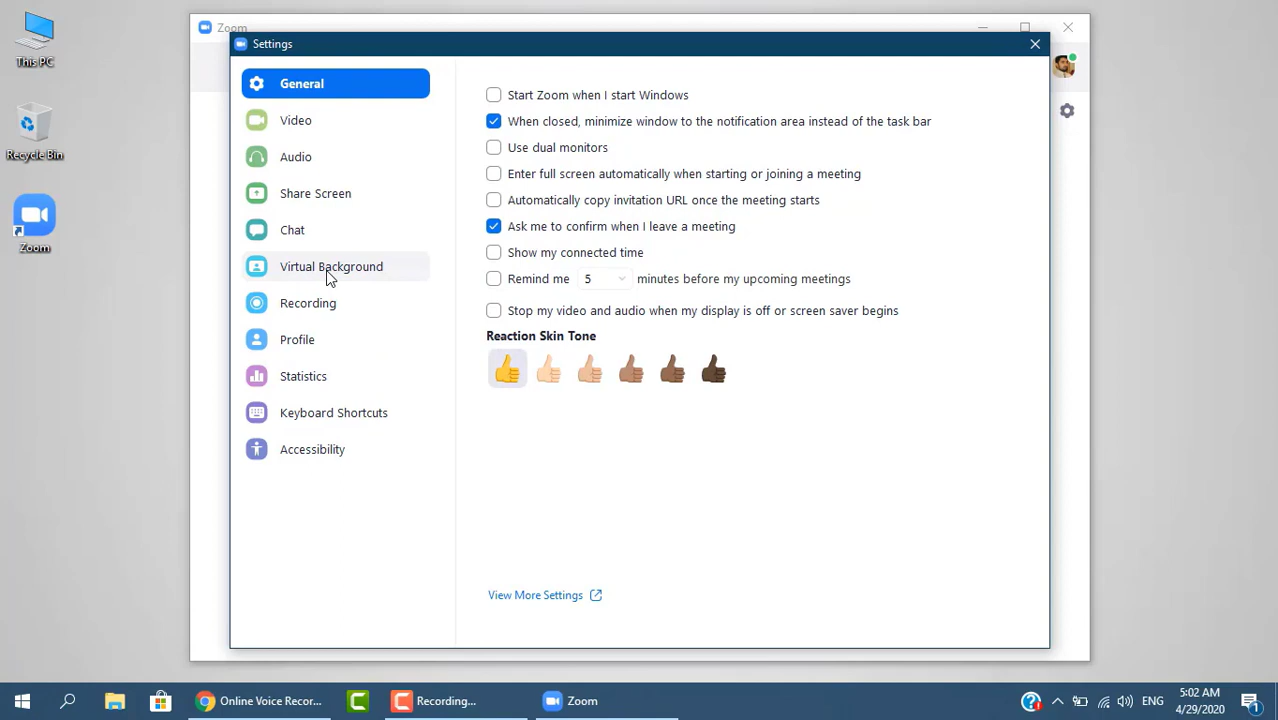 This PC
Recycle Bin
Zoom
Zoom
Settings
General
Video
Audio
Share Screen
Chat
Virtual Background
Recording
Profile
Statistics
Keyboard Shortcuts
Accessibility
Start Zoom when I start Windows
When closed, minimize window to the notification area instead of the task bar
Use dual monitors
Enter full screen automatically when starting or joining a meeting
Automatically copy invitation URL once the meeting starts
Ask me to confirm when I leave a meeting
Show my connected time
Remind me 5 minutes before my upcoming meetings
Stop my video and audio when my display is off or screen saver begins
Reaction Skin Tone
View More Settings
Online Voice Recor...
Recording...
Zoom
ENG
5:02 AM
4/29/2020
1